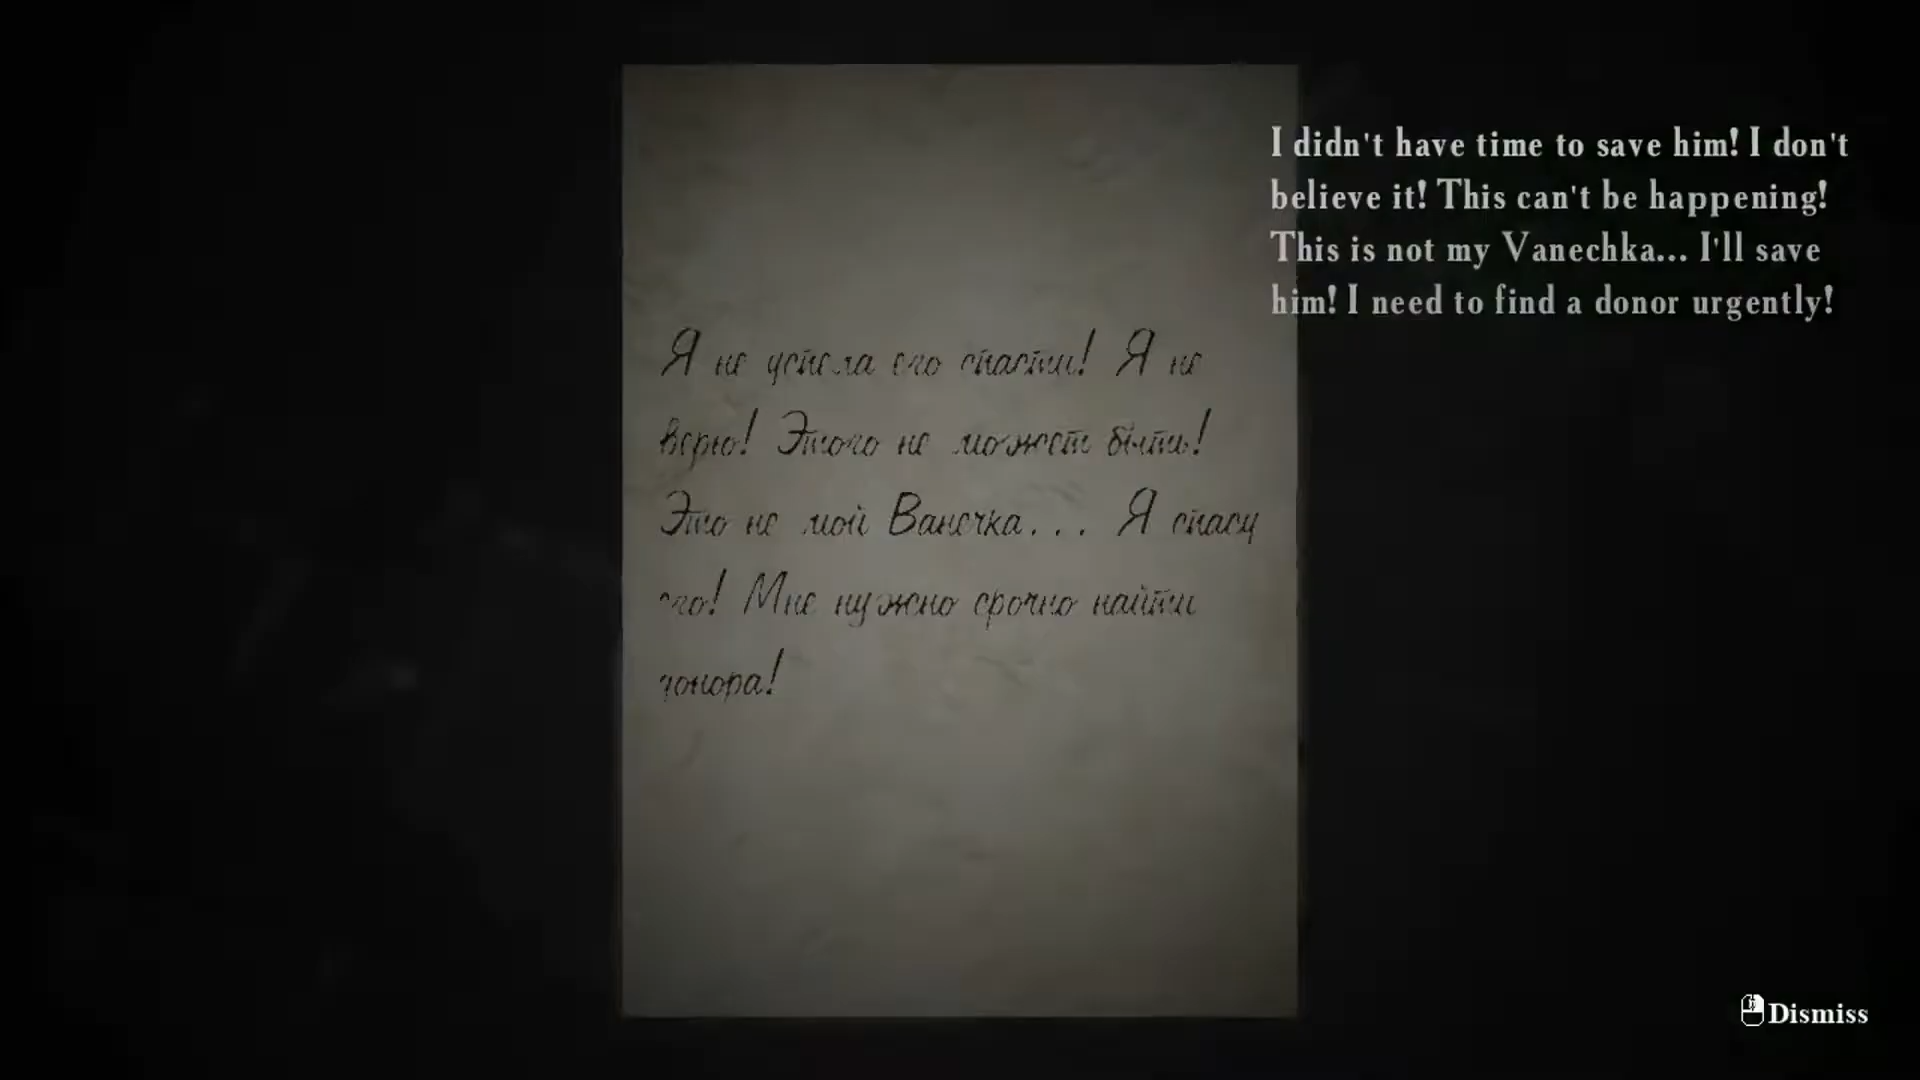 I didn't have time to save him! I don't
believe it! This can't be happening!
This is not my Vanechka... I'll save
him! I need to find a donor urgently!
Я не успела его спасти! Я не
верю! Этого не может быть!
Это не мой Ванечка... Я спасу
его! Мне нужно срочно найти
донора!
Dismiss